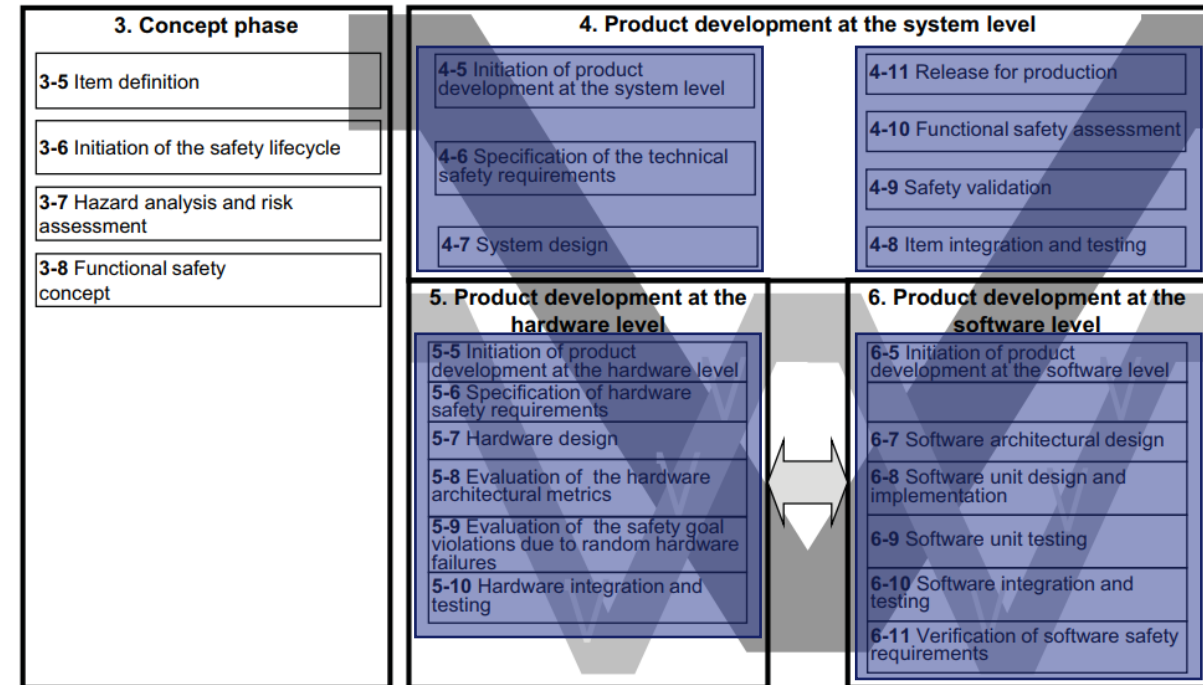 3. Concept phase
3-5 Item definition
3-6 Initiation of the safety lifecycle
3-7 Hazard analysis and risk
assessment
3-8 Functional safety
concept
4. Product development at the system level
4-5 Initiation of product
development at the system level
4-6 Specification of the technical
safety requirements
4-7 System design
4-11 Release for production
4-10 Functional safety assessment
4-9 Safety validation
4-8 Item integration and testing
5. Product development at the
hardware level
5-5 Initiation of product
development at the hardware level
5-6 Specification of hardware
safety requirements
5-7 Hardware design
5-8 Evaluation of the hardware
architectural metrics
5-9 Evaluation of the safety goal
violations due to random hardware
failures
5-10 Hardware integration and
testing
6. Product development at the
software level
6-5 Initiation of product
development at the software level
6-7 Software architectural design
6-8 Software unit design and
implementation
6-9 Software unit testing
6-10 Software integration and
testing
6-11 Verification of software safety
requirements